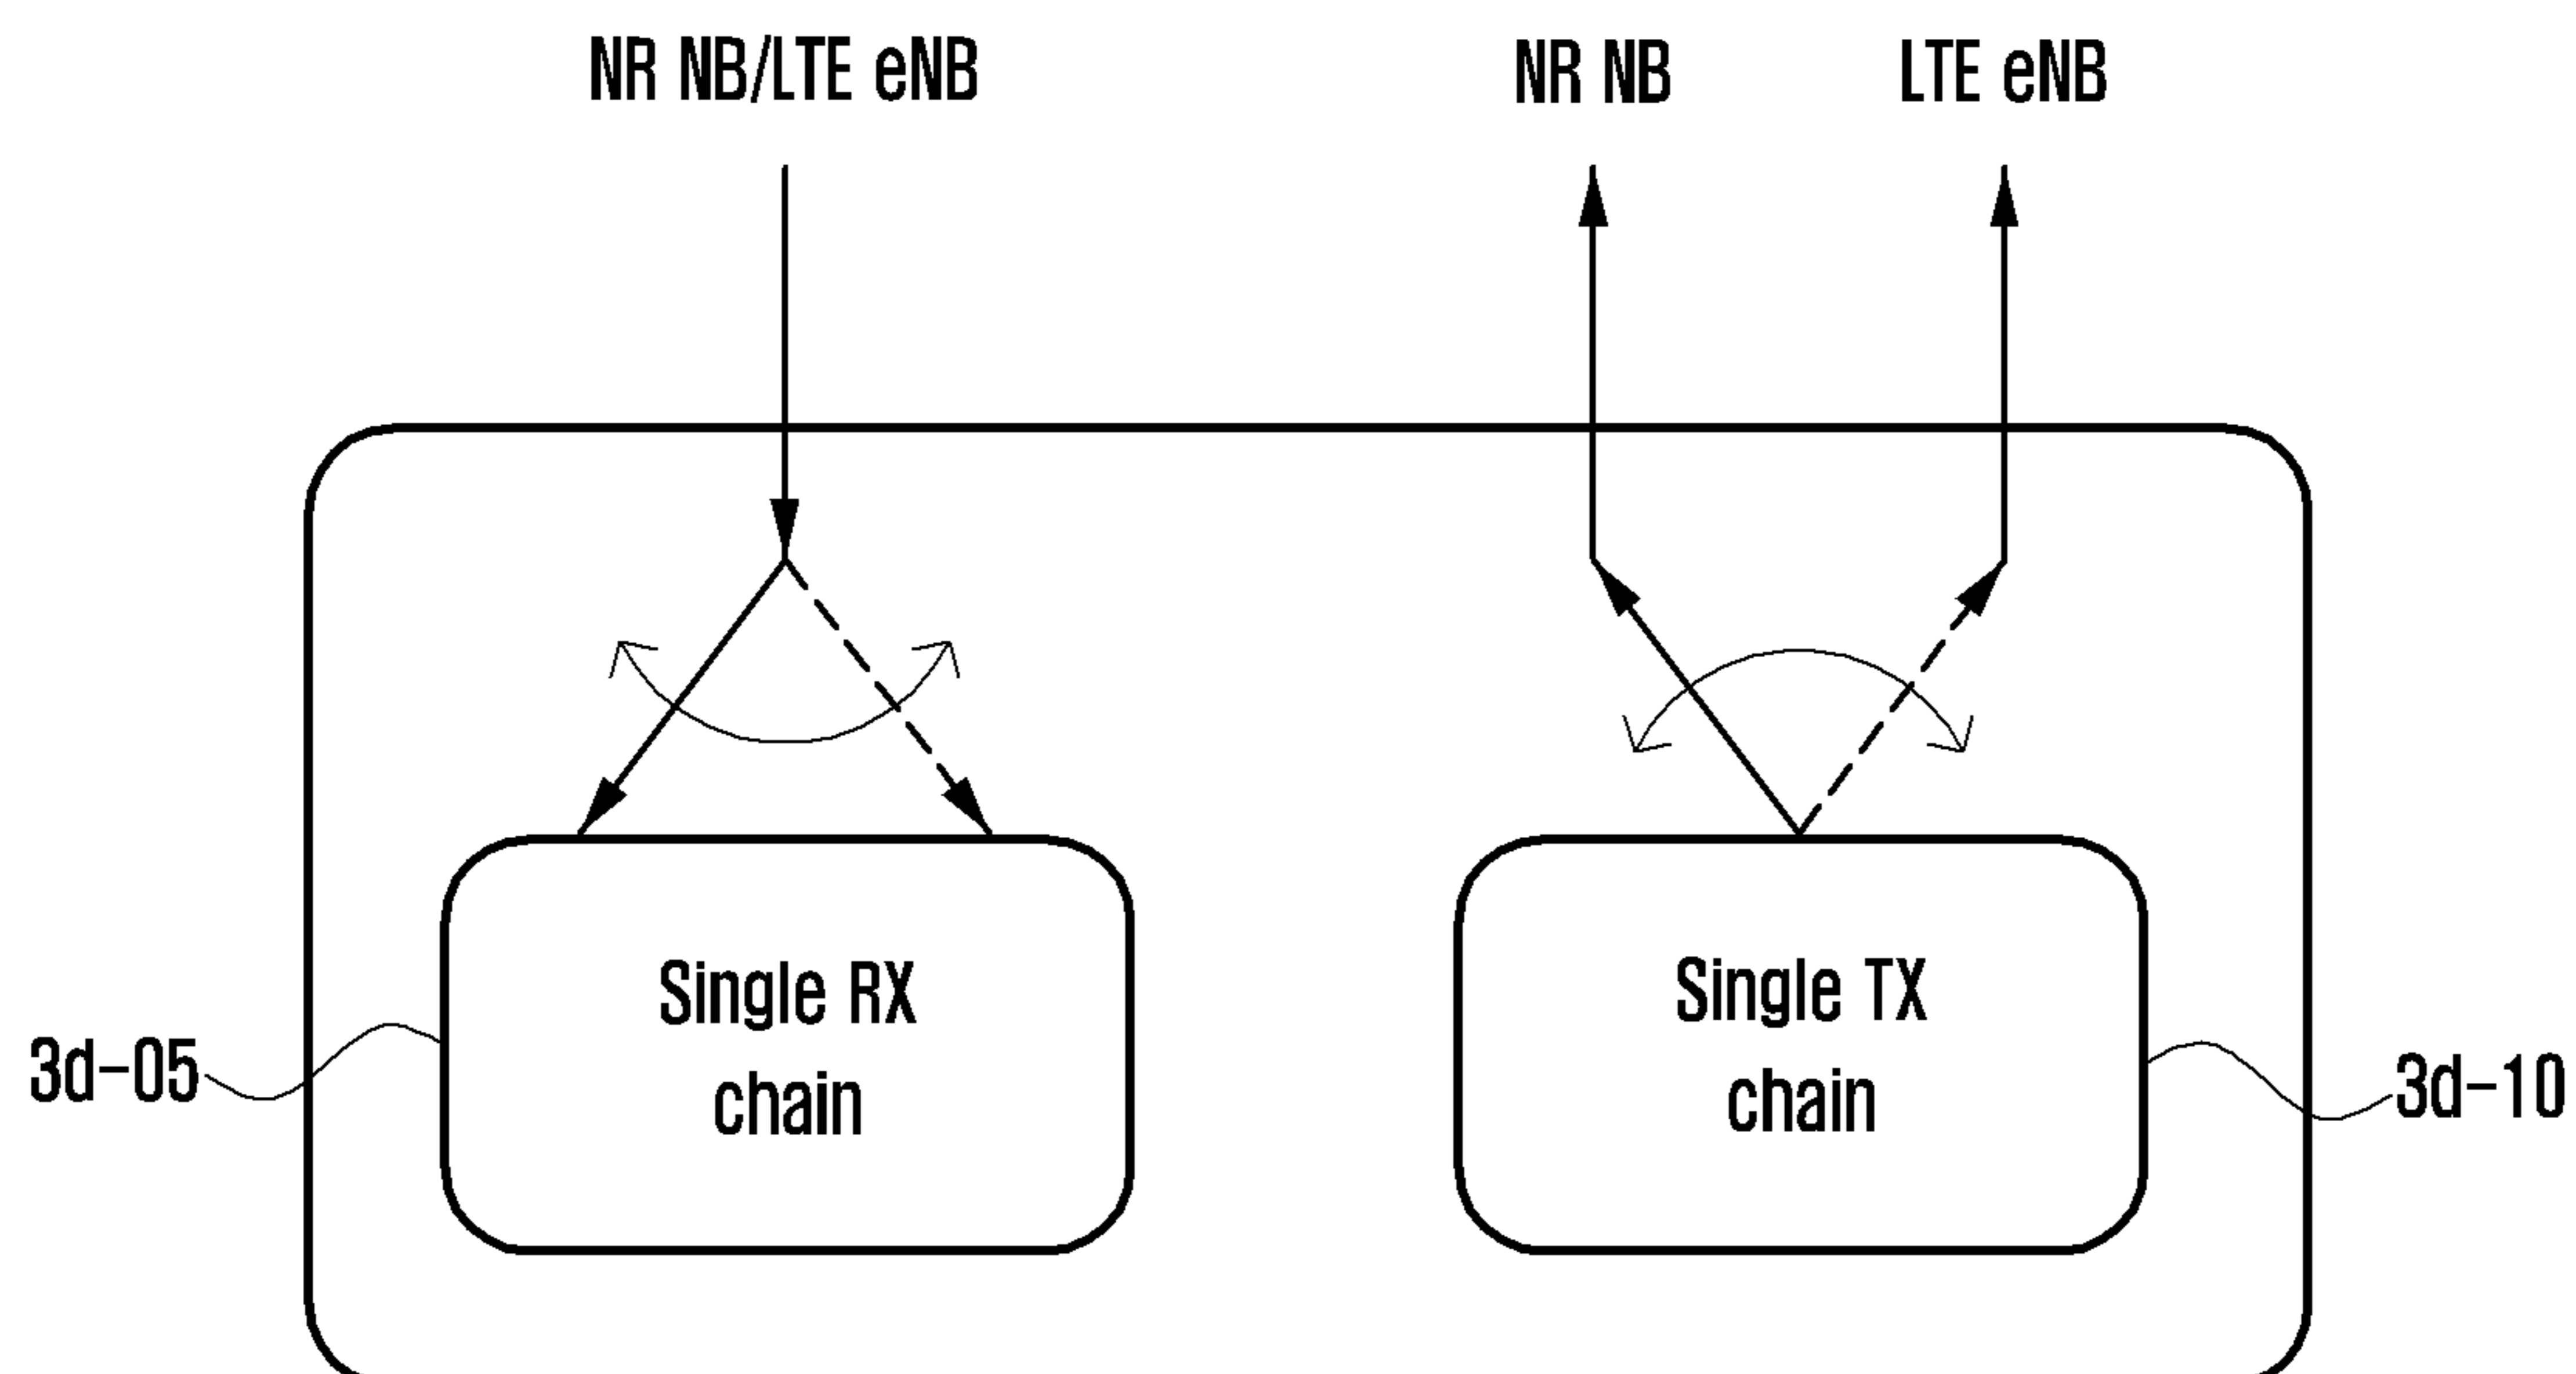 NR NB/LTE eNB
NR NB
LTE eNB
Single RX
chain
Single TX
chain
3d-05
3d-10